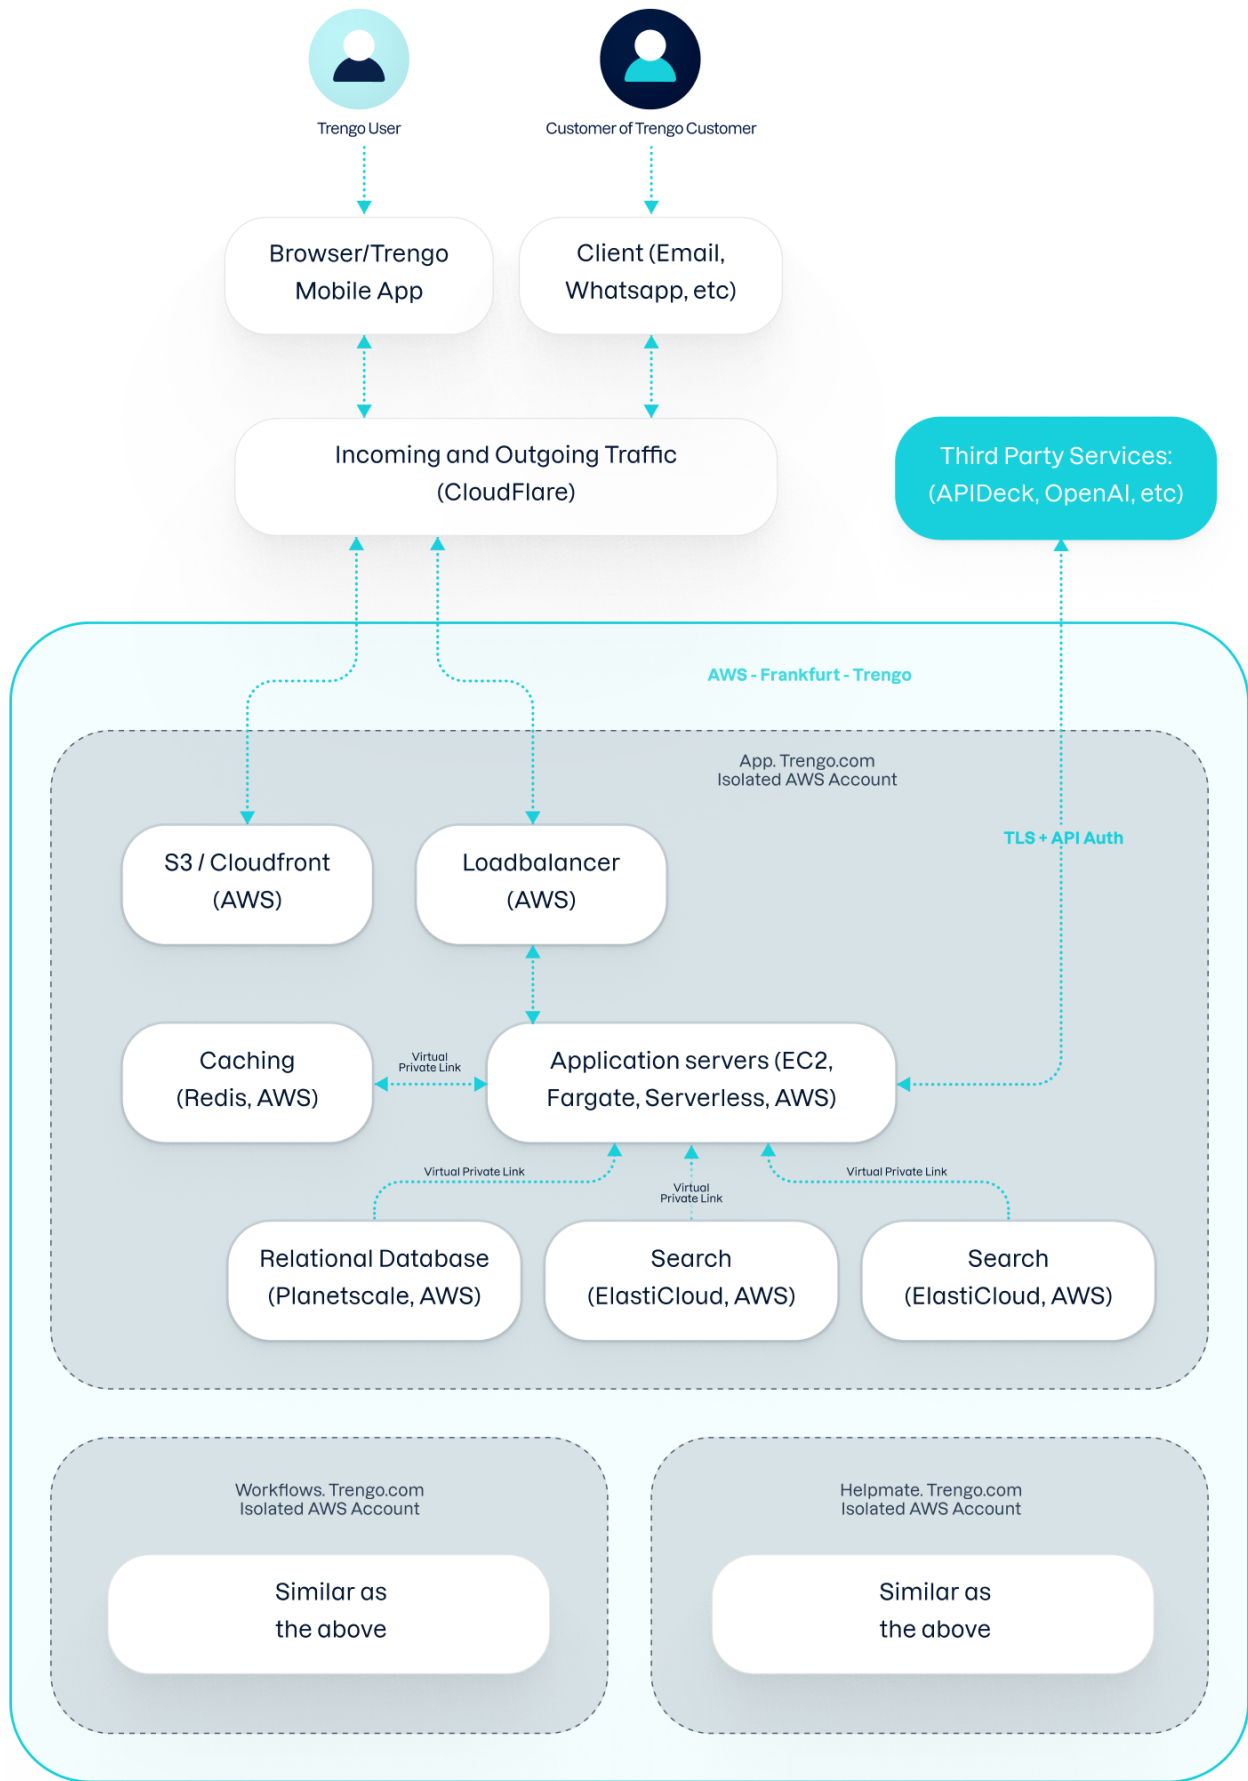 Trengo User
Customer of Trengo Customer
Browser/Trengo
Mobile App
Client (Email,
Whatsapp, etc)
Incoming and Outgoing Traffic
(CloudFlare)
Third Party Services:
(APIDeck, OpenAI, etc)
AWS - Frankfurt - Trengo
App. Trengo.com
Isolated AWS Account
TLS + API Auth
S3 / Cloudfront
(AWS)
Loadbalancer
(AWS)
Caching
(Redis, AWS)
Virtual
Private Link
Application servers (EC2,
Fargate, Serverless, AWS)
Virtual Private Link
Virtual
Private Link
Virtual Private Link
Relational Database
(Planetscale, AWS)
Search
(ElastiCloud, AWS)
Search
(ElastiCloud, AWS)
Workflows. Trengo.com
Isolated AWS Account
Similar as
the above
Helpmate. Trengo.com
Isolated AWS Account
Similar as
the above